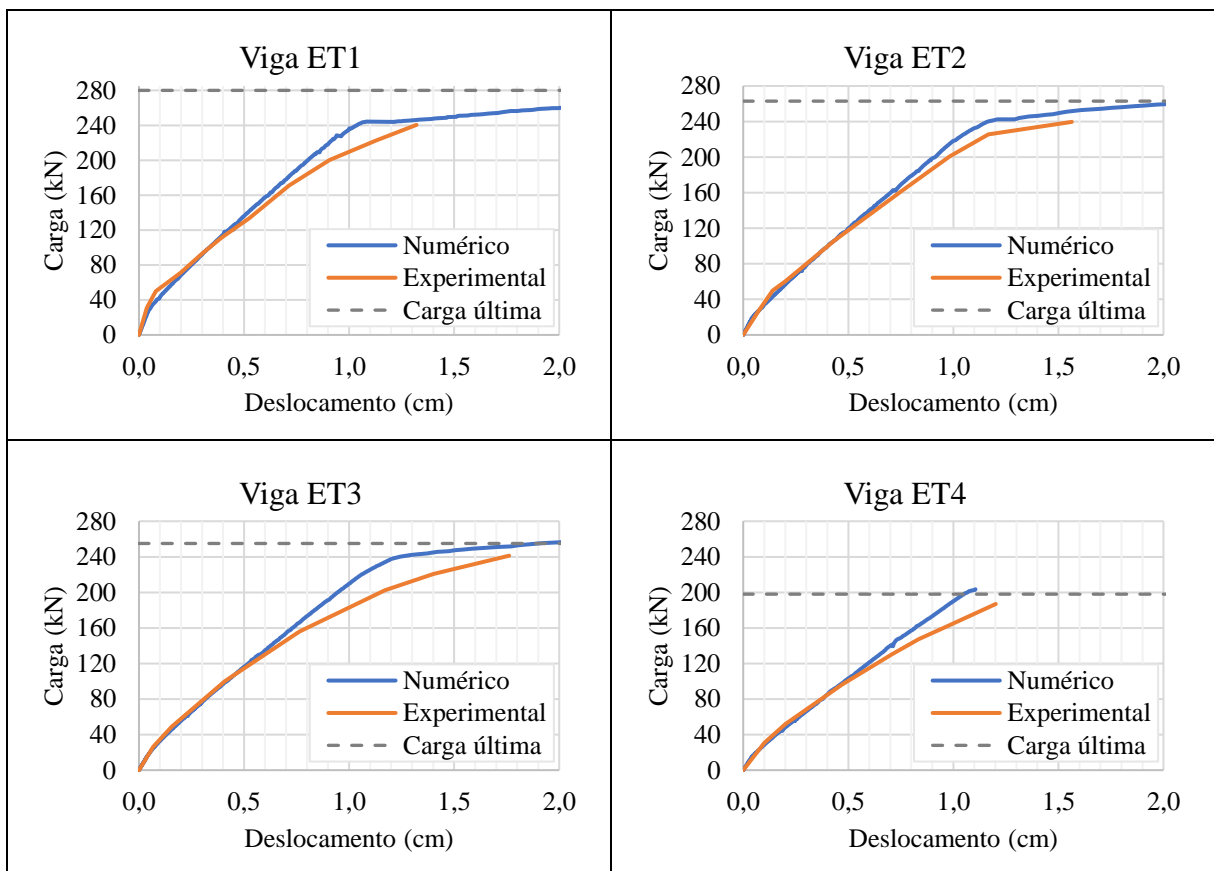 Viga ET1
280
240
200
160
120
80
40
0
Carga (kN)
Numérico
Experimental
Carga última
0,0 0,5 1,0 1,5 2,0
Deslocamento (cm)
Viga ET2
280
240
200
160
120
80
40
0
Carga (kN)
Numérico
Experimental
Carga última
0,0 0,5 1,0 1,5 2,0
Deslocamento (cm)
Viga ET3
280
240
200
160
120
80
40
0
Carga (kN)
Numérico
Experimental
Carga última
0,0 0,5 1,0 1,5 2,0
Deslocamento (cm)
Viga ET4
280
240
200
160
120
80
40
0
Carga (kN)
Numérico
Experimental
Carga última
0,0 0,5 1,0 1,5 2,0
Deslocamento (cm)